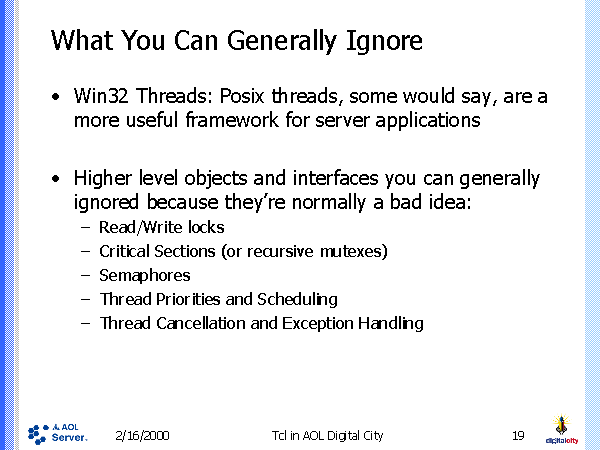 What You Can Generally Ignore
• Win32 Threads: Posix threads, some would say, are a
more useful framework for server applications
• Higher level objects and interfaces you can generally
ignored because they're normally a bad idea:
– Read/Write locks
– Critical Sections (or recursive mutexes)
– Semaphores
– Thread Priorities and Scheduling
– Thread Cancellation and Exception Handling
AOL
Server.
2/16/2000
Tcl in AOL Digital City
19
digitalcity